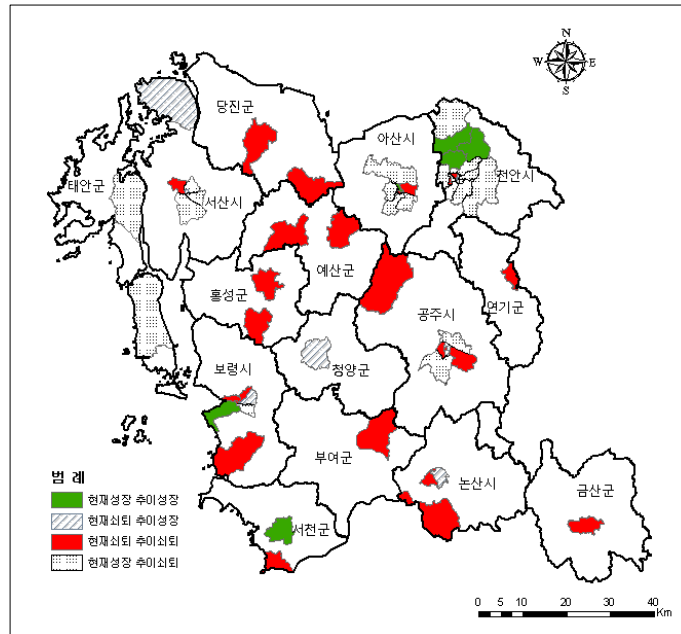 N
W E
S
당진군
아산시
천안시
태안군
서산시
예산군
홍성군
연기군
공주시
청양군
보령시
부여군
논산시
금산군
서천군
범 례
현재성장 추이성장
현재쇠퇴 추이성장
현재쇠퇴 추이쇠퇴
현재성장 추이쇠퇴
0 5 10 20 30 40
Km